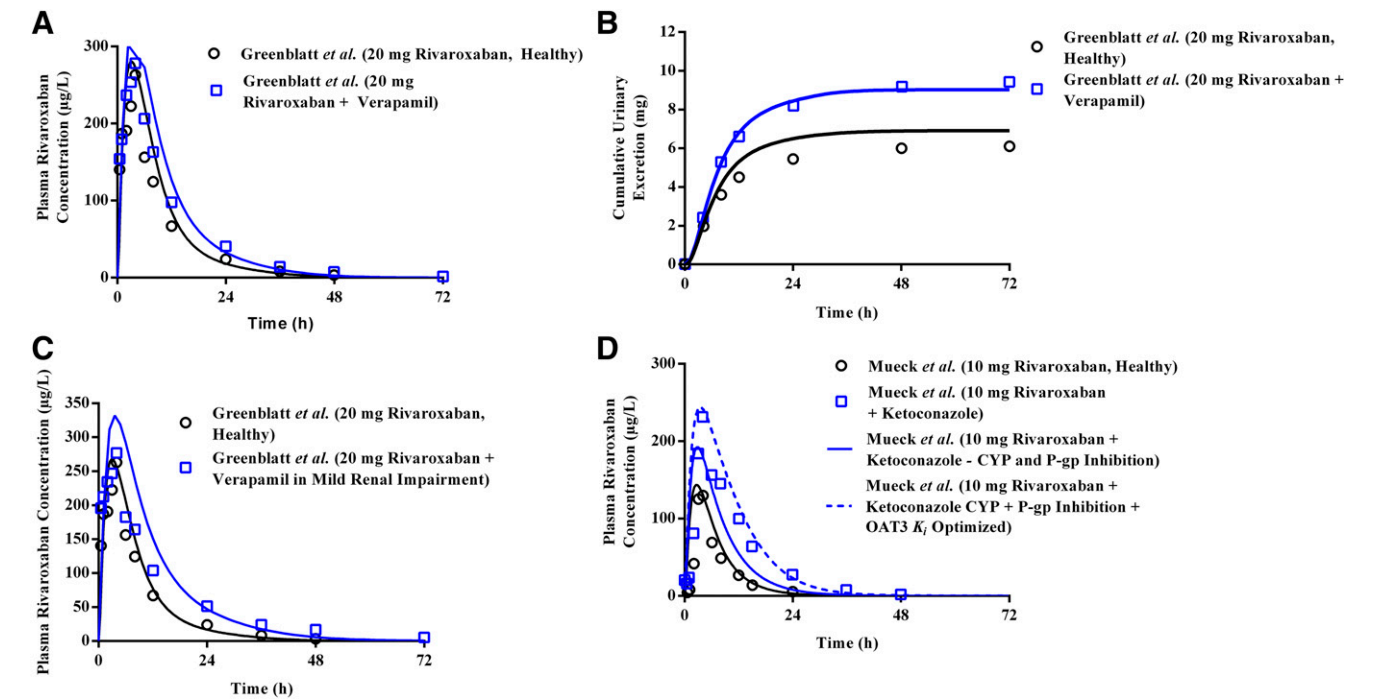 A
300
200
100
0
0
24
48
72
Plasma Rivaroxaban
Concentration (µg/L)
Time (h)
Greenblatt et al. (20 mg Rivaroxaban, Healthy)
Greenblatt et al. (20 mg
Rivaroxaban + Verapamil)
B
12
10
8
6
4
2
0
0
24
48
72
Cumulative Urinary
Excretion (mg)
Time (h)
Greenblatt et al. (20 mg Rivaroxaban,
Healthy)
Greenblatt et al. (20 mg Rivaroxaban +
Verapamil)
C
350
300
250
200
150
100
50
0
0
24
48
72
Plasma Rivaroxaban Concentration (µg/L)
Time (h)
Greenblatt et al. (20 mg Rivaroxaban,
Healthy)
Greenblatt et al. (20 mg Rivaroxaban +
Verapamil in Mild Renal Impairment)
D
300
200
100
0
0
24
48
72
Plasma Rivaroxaban
Concentration (µg/L)
Time (h)
Mueck et al. (10 mg Rivaroxaban, Healthy)
Mueck et al. (10 mg Rivaroxaban
+ Ketoconazole)
Mueck et al. (10 mg Rivaroxaban +
Ketoconazole - CYP and P-gp Inhibition)
Mueck et al. (10 mg Rivaroxaban +
Ketoconazole CYP + P-gp Inhibition +
OAT3 Ki Optimized)